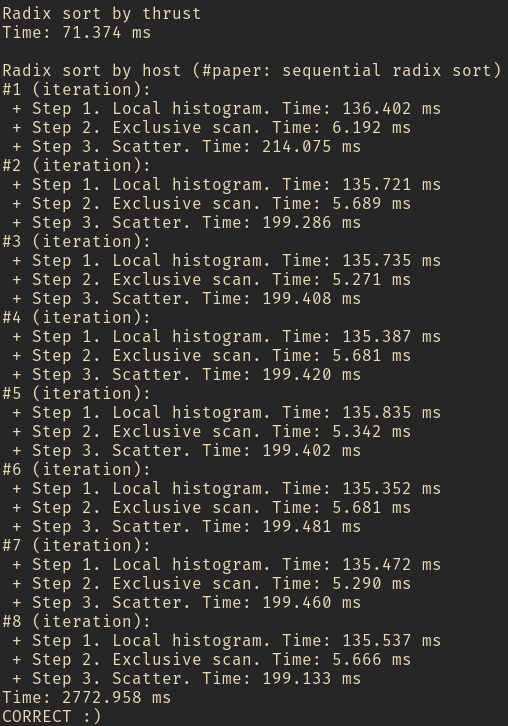 Radix sort by thrust
Time: 71.374 ms
Radix sort by host (#paper: sequential radix sort)
#1 (iteration):
+ Step 1. Local histogram. Time: 136.402 ms
+ Step 2. Exclusive scan. Time: 6.192 ms
+ Step 3. Scatter. Time: 214.075 ms
#2 (iteration):
+ Step 1. Local histogram. Time: 135.721 ms
+ Step 2. Exclusive scan. Time: 5.689 ms
+ Step 3. Scatter. Time: 199.286 ms
#3 (iteration):
+ Step 1. Local histogram. Time: 135.735 ms
+ Step 2. Exclusive scan. Time: 5.271 ms
+ Step 3. Scatter. Time: 199.408 ms
#4 (iteration):
+ Step 1. Local histogram. Time: 135.387 ms
+ Step 2. Exclusive scan. Time: 5.681 ms
+ Step 3. Scatter. Time: 199.420 ms
#5 (iteration):
+ Step 1. Local histogram. Time: 135.835 ms
+ Step 2. Exclusive scan. Time: 5.342 ms
+ Step 3. Scatter. Time: 199.402 ms
#6 (iteration):
+ Step 1. Local histogram. Time: 135.352 ms
+ Step 2. Exclusive scan. Time: 5.681 ms
+ Step 3. Scatter. Time: 199.481 ms
#7 (iteration):
+ Step 1. Local histogram. Time: 135.472 ms
+ Step 2. Exclusive scan. Time: 5.290 ms
+ Step 3. Scatter. Time: 199.460 ms
#8 (iteration):
+ Step 1. Local histogram. Time: 135.537 ms
+ Step 2. Exclusive scan. Time: 5.666 ms
+ Step 3. Scatter. Time: 199.133 ms
Time: 2772.958 ms
CORRECT :)